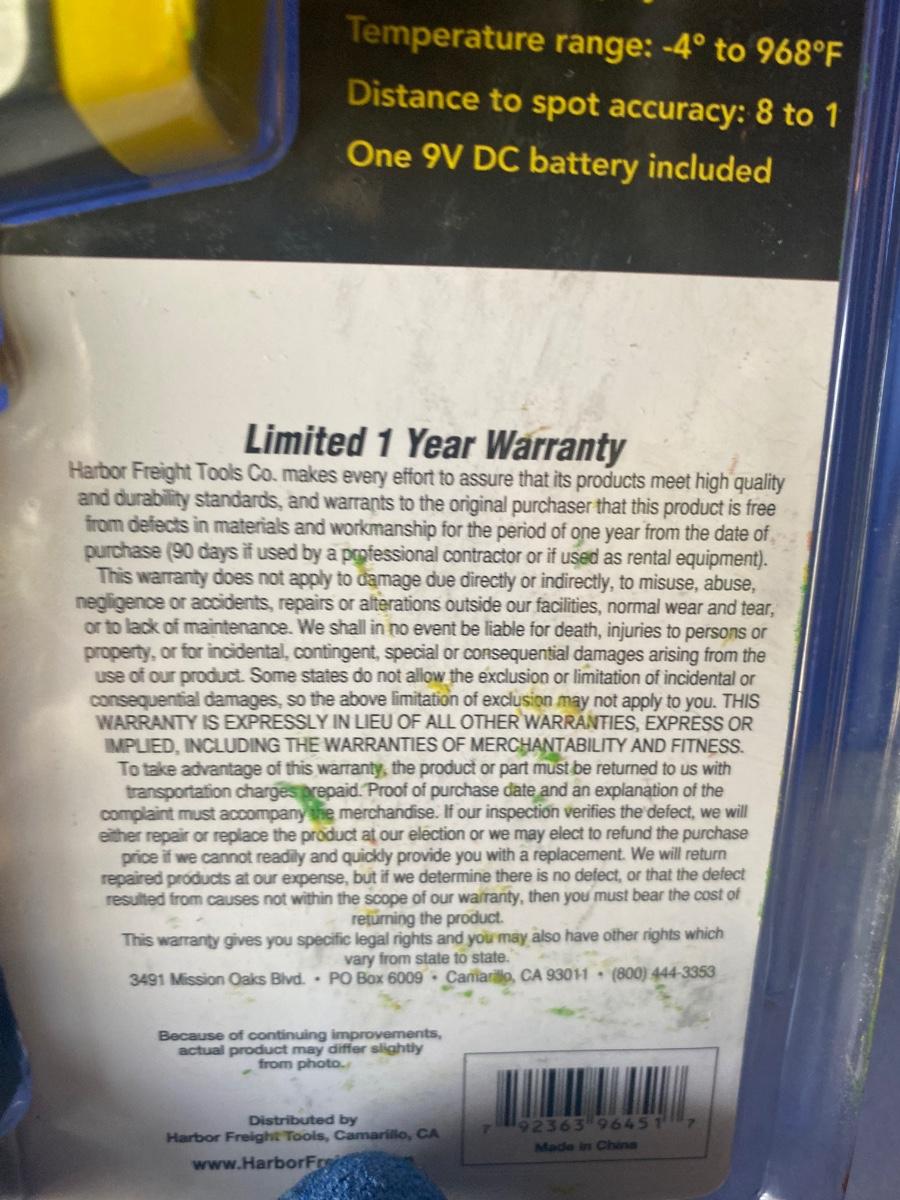 Temperature range: -4° to 968°F
Distance to spot accuracy: 8 to 1
One 9V DC battery included
Limited 1 Year Warranty
Harbor Freight Tools Co. makes every effort to assure that its products meet high quality
and durability standards, and warrants to the original purchaser that this product is free
from defects in materials and workmanship for the period of one year from the date of
purchase (90 days if used by a professional contractor or if used as rental equipment).
This warranty does not apply to damage due directly or indirectly, to misuse, abuse,
negligence or accidents, repairs or alterations outside our facilities, normal wear and tear,
or to lack of maintenance. We shall in no event be liable for death, injuries to persons or
property, or for incidental, contingent, special or consequential damages arising from the
use of our product. Some states do not allow the exclusion or limitation of incidental or
consequential damages, so the above limitation of exclusion may not apply to you. THIS
WARRANTY IS EXPRESSLY IN LIEU OF ALL OTHER WARRANTIES, EXPRESS OR
IMPLIED, INCLUDING THE WARRANTIES OF MERCHANTABILITY AND FITNESS.
To take advantage of this warranty, the product or part must be returned to us with
transportation charges prepaid. Proof of purchase date and an explanation of the
complaint must accompany the merchandise. If our inspection verifies the defect, we will
either repair or replace the product at our election or we may elect to refund the purchase
price if we cannot readily and quickly provide you with a replacement. We will return
repaired products at our expense, but if we determine there is no defect, or that the defect
resulted from causes not within the scope of our warranty, then you must bear the cost of
returning the product.
This warranty gives you specific legal rights and you may also have other rights which
vary from state to state.
3491 Mission Oaks Blvd. • PO Box 6009 • Camarillo, CA 93011 • (800) 444-3353
Because of continuing improvements,
actual product may differ slightly
from photo.
Distributed by
Harbor Freight Tools, Camarillo, CA
www.HarborFre
7 92363 96451 7
Made in China